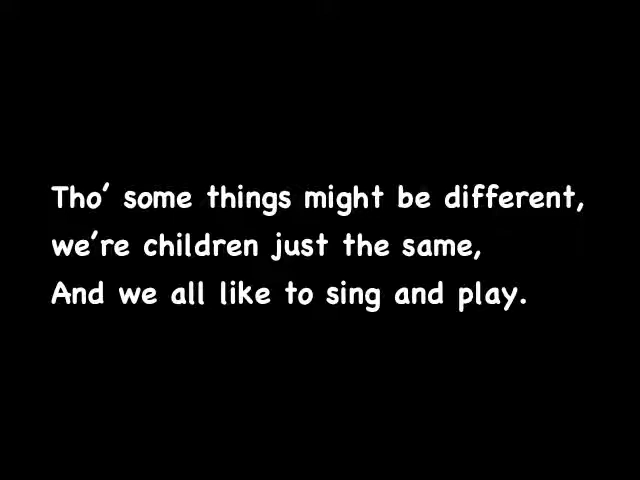 Tho’ some things might be different,
we’re children just the same,
And we all like to sing and play.